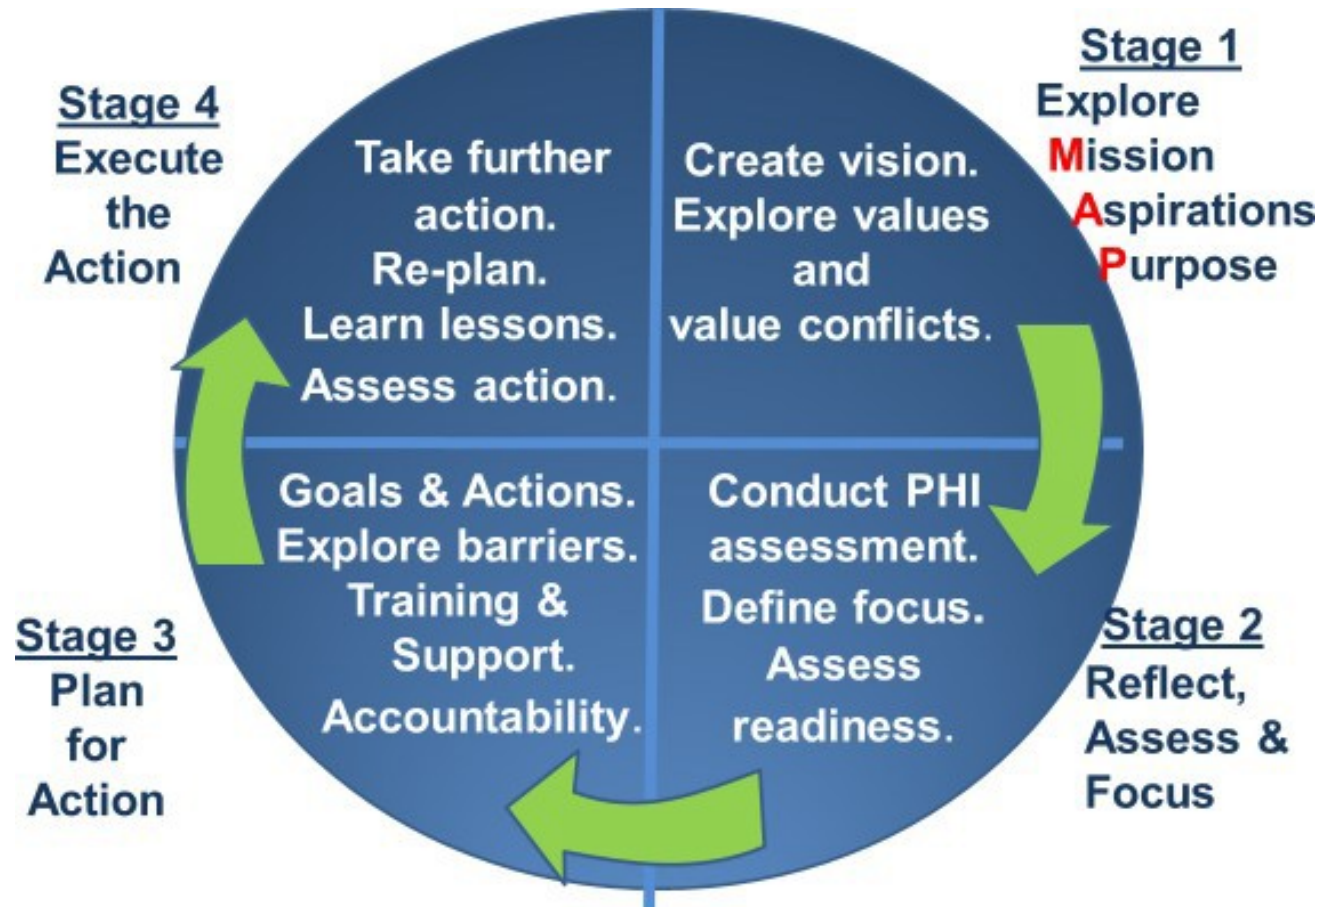 Stage 1
Explore
Mission
Aspirations
Purpose
Create vision.
Explore values
and
value conflicts.
Stage 2
Reflect,
Assess &
Focus
Conduct PHI
assessment.
Define focus.
Assess
readiness.
Stage 3
Plan
for
Action
Goals & Actions.
Explore barriers.
Training &
Support.
Accountability.
Stage 4
Execute
the
Action
Take further
action.
Re-plan.
Learn lessons.
Assess action.